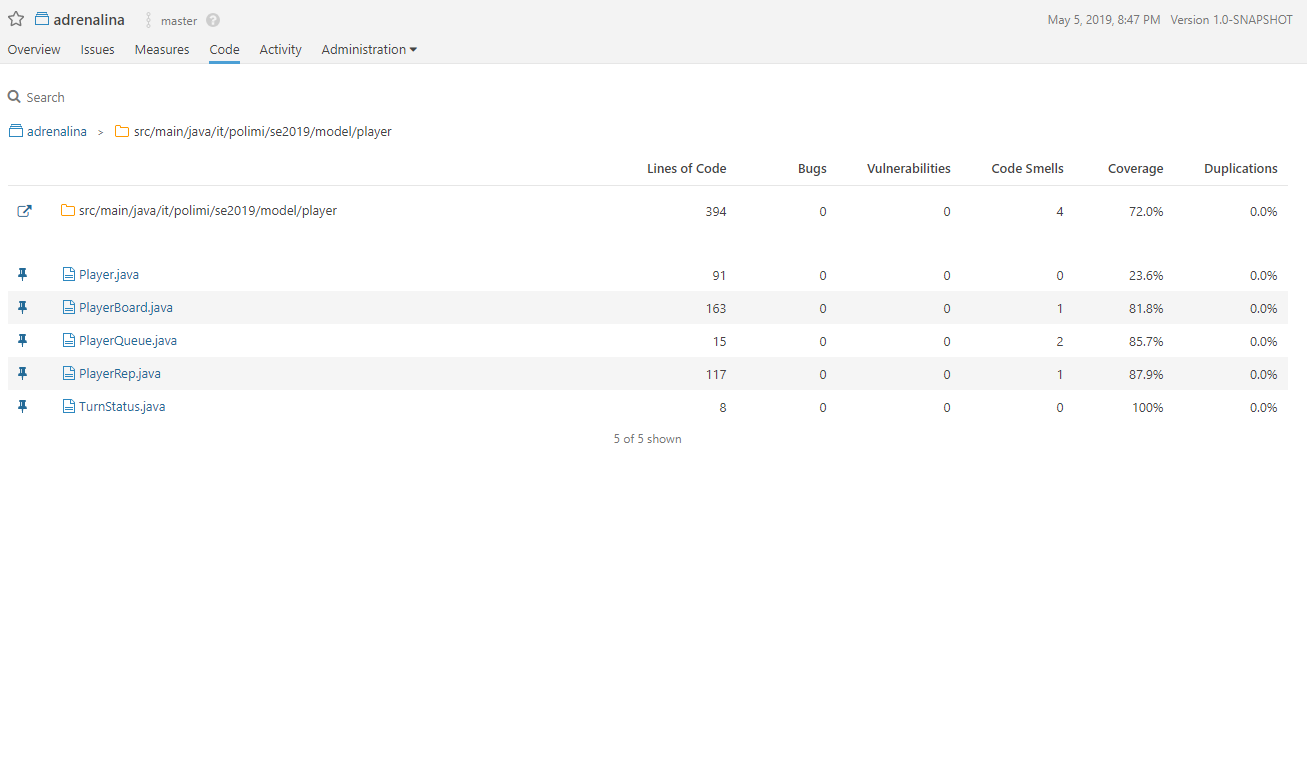 adrenalina master May 5, 2019, 8:47 PM Version 1.0-SNAPSHOT
Overview Issues Measures Code Activity Administration
Search
adrenalina > src/main/java/it/polimi/se2019/model/player
Lines of Code Bugs Vulnerabilities Code Smells Coverage Duplications
src/main/java/it/polimi/se2019/model/player 394 0 0 4 72.0% 0.0%
Player.java 91 0 0 0 23.6% 0.0%
PlayerBoard.java 163 0 0 1 81.8% 0.0%
PlayerQueue.java 15 0 0 2 85.7% 0.0%
PlayerRep.java 117 0 0 1 87.9% 0.0%
TurnStatus.java 8 0 0 0 100% 0.0%
5 of 5 shown